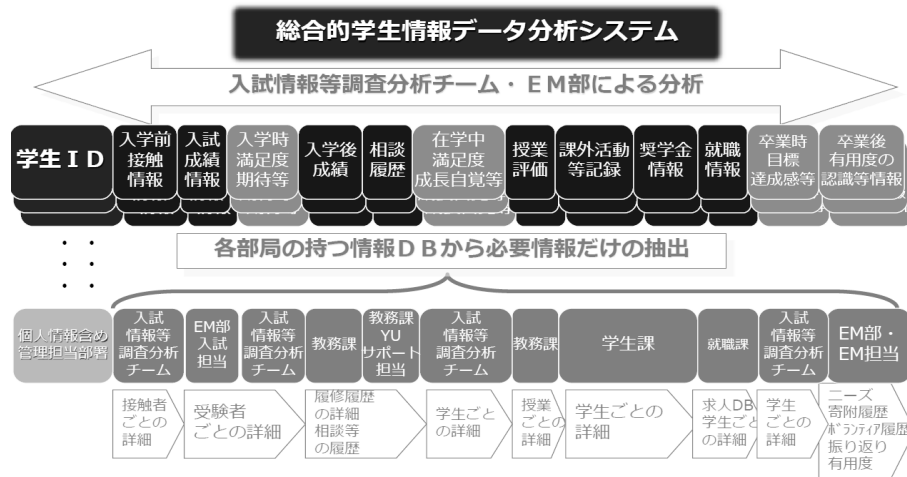 総合的学生情報データ分析システム
入試情報等調査分析チーム・ＥＭ部による分析
学生ＩＤ
入学前
接触
情報
入試
成績
情報
入学時
満足度
期待等
入学後
成績
相談
履歴
在学中
満足度
成長自覚等
授業
評価
課外活動
等記録
奨学金
情報
就職
情報
卒業時
目標
達成感等
卒業後
有用度の
認識等情報
各部局の持つ情報ＤＢから必要情報だけの抽出
個人情報含め
管理担当部署
入試
情報等
調査分析
チーム
EM部
入試
担当
入試
情報等
調査分析
チーム
教務課
教務課
YU
サポート
担当
入試
情報等
調査分析
チーム
教務課
学生課
就職課
入試
情報等
調査分析
チーム
EM部・
EM担当
接触者
ごとの
詳細
受験者
ごとの詳細
履修履歴
の詳細
相談等
の履歴
学生ごと
の詳細
授業
ごとの
詳細
学生ごとの
詳細
求人DB
学生ごと
の詳細
学生
ごとの
詳細
ニーズ
寄附履歴
ﾎﾞﾗﾝﾃｨｱ履歴
振り返り
有用度